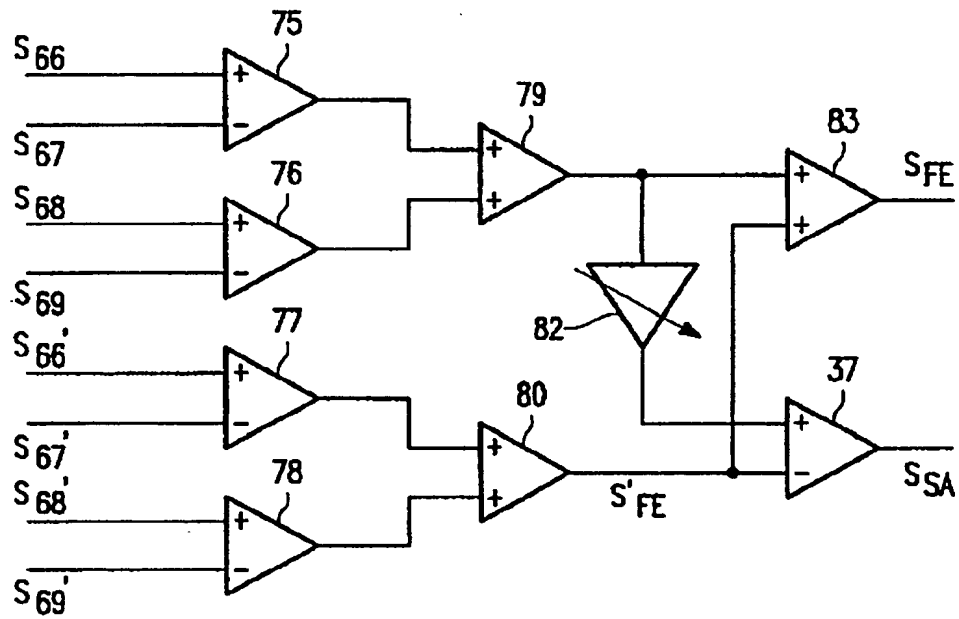 75
S66
+
-
S67
79
+
+
83
+
+
SFE
76
S68
+
-
S69
82
77
S66'
+
-
S67'
80
+
+
S'FE
37
+
-
SSA
78
S68'
+
-
S69'